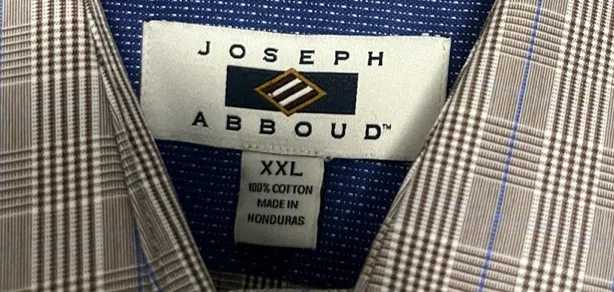 JOSEPH
ABBOUD™
XXL
100% COTTON
MADE IN
HONDURAS